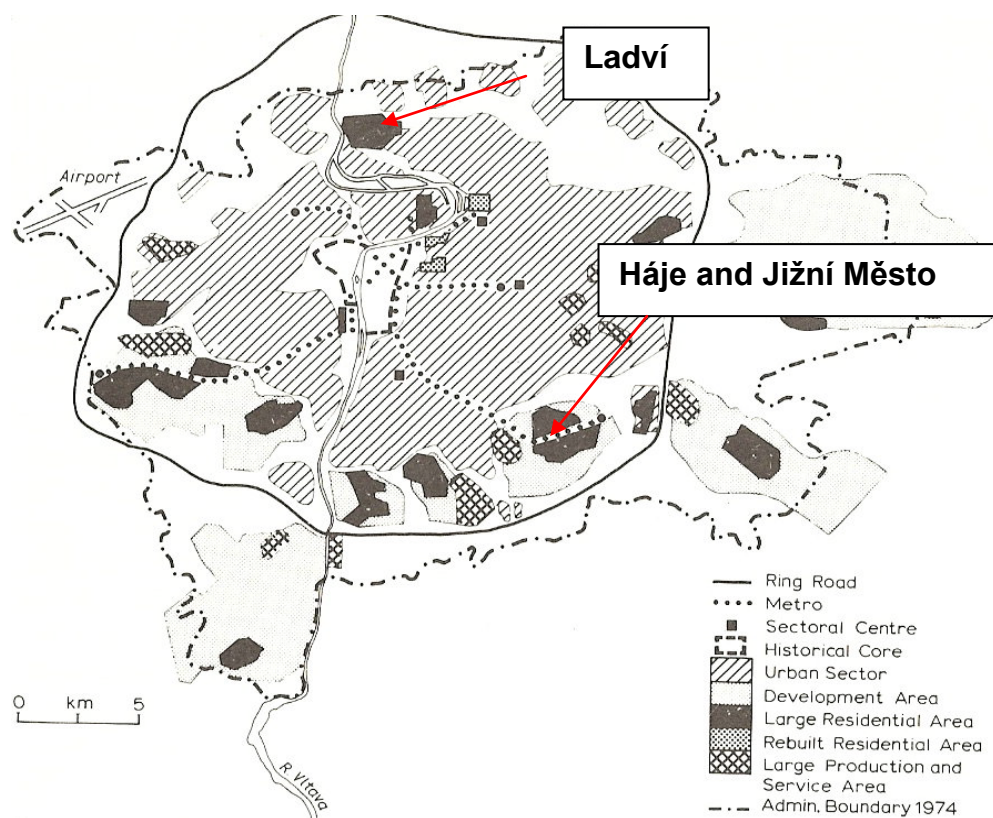 Ladví
Airport
Háje and Jižní Město
Ring Road
Metro
Sectoral Centre
Historical Core
Urban Sector
Development Area
Large Residential Area
Rebuilt Residential Area
Large Production and
Service Area
Admin. Boundary 1974
0 km 5
R. Vltava